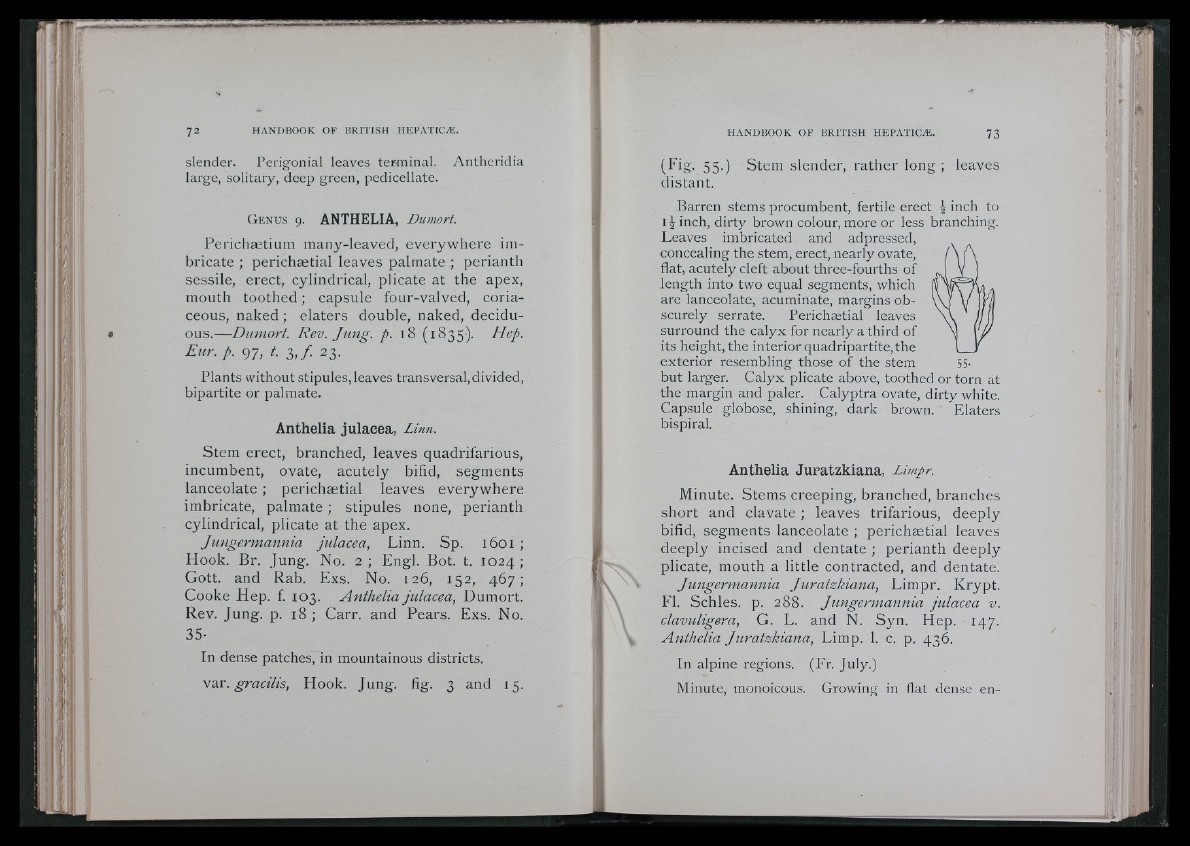 72 HANDBOOK OF BRITISH HEPATICÆ.
slender. Perigonial leaves terminal. Antheridia
large, solitary, deep green, pedicellate.
GENUS 9. ANTHELIA, Dumort.
Perichætium many-leaved, everywhere im-
bricate ; perichætial leaves palmate ; perianth
sessile, erect, cylindrical, plicate at the apex,
mouth toothed ; capsule four-valved, coria-
ceous, naked ; elaters double, naked, decidu-
ous.—Dumort. Rev. Jung. p. 18 (1835). Hep.
Eur. p. 97, t. 3, f. 23.
Plants without stipules, leaves transversal, divided,
bipartite or palmate.
Anthelia julacea, Linn.
Stem erect, branched, leaves quadrifarious,
incumbent, ovate, acutely bifid, segments
lanceolate ; perichætial leaves everywhere
imbricate, palmate ; stipules none, perianth
cylindrical, plicate at the apex.
Jungermannia julacea, Linn. Sp. 1601 ;
Hook. Br. Jung. No. 2 ; Engl. Bot. t. 1024 ;
Gott. and Rab. Exs. No. 126, 152, 467 ;
Cooke Hep. f. 103. Anthelia julacea, Dumort.
Rev. Jung. p. 18 ; Carr. and Pears. Exs. No.
35.
In dense patches, in mountainous districts.
var. gracilis, Hook. Jung. fig. 3 and 15.
HANDBOOK OF BRITISH HEPATICÆ. 73
(Fig. 55.) Stem slender, rather long ; leaves
distant.
Barren stems procumbent, fertile erect ½ inch to
1½ inch, dirty brown colour, more or less branching.
Leaves imbricated and adpressed,
concealing the stem, erect, nearly ovate,
flat, acutely cleft about three-fourths of
length into two equal segments, which
are lanceolate, acuminate, margins ob-
scurely serrate. Perichætial leaves
surround the calyx for nearly a third of
its height, the interior quadripartite, the
exterior resembling those of the stem
55.
but larger. Calyx plicate above, toothed or torn at
the margin and paler. Calyptra ovate, dirty white.
Capsule globose, shining, dark brown. Elaters
bispiral.
Anthelia Juratzkiana, Limpr.
Minute. Stems creeping, branched, branches
short and clavate ; leaves trifarious, deeply
bifid, segments lanceolate ; perichætial leaves
deeply incised and dentate ; perianth deeply
plicate, mouth a little contracted, and dentate.
Jungermannia Juratzkiana, Limpr. Krypt.
Fl. Schles. p. 288. Jungermannia julacea v.
clavuligera, G. L. and N. Syn. Hep. 147.
Anthelia Juratzkiana, Limp. l. c. p. 436.
In alpine regions. (Fr. July.)
Minute, monoicous. Growing in flat dense en-